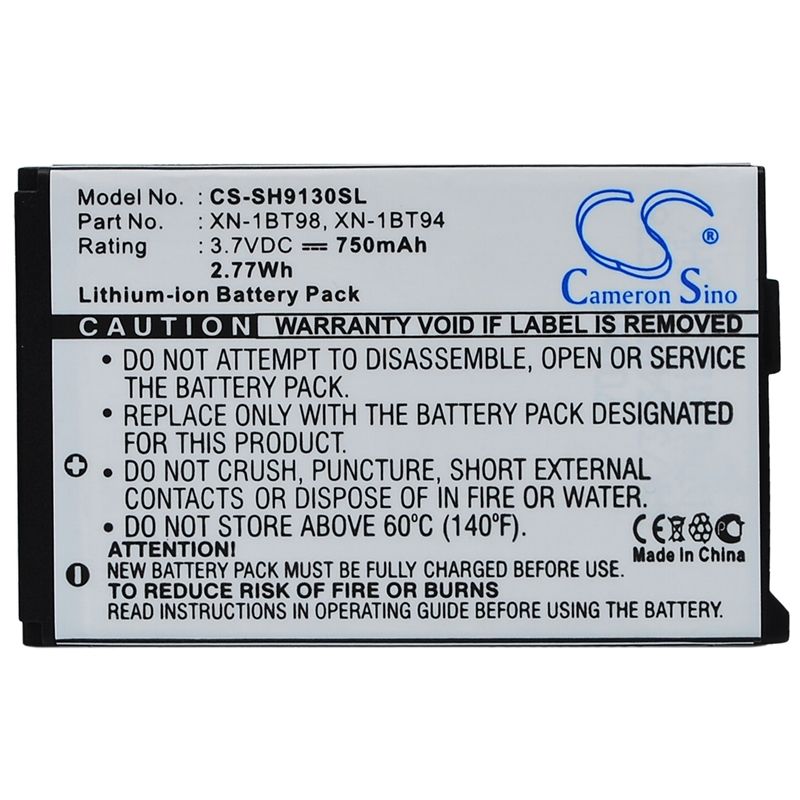 Model No. : CS-SH9130SL
Part No. : XN-1BT98, XN-1BT94
Rating : 3.7VDC ⎓ 750mAh
2.77Wh
Lithium-ion Battery Pack
CS ®
Cameron Sino
CAUTION WARRANTY VOID IF LABEL IS REMOVED
• DO NOT ATTEMPT TO DISASSEMBLE, OPEN OR SERVICE
THE BATTERY PACK.
• REPLACE ONLY WITH THE BATTERY PACK DESIGNATED
FOR THIS PRODUCT.
• DO NOT CRUSH, PUNCTURE, SHORT EXTERNAL
CONTACTS OR DISPOSE OF IN FIRE OR WATER.
• DO NOT STORE ABOVE 60°C (140°F).
CE
Made in China
ATTENTION!
NEW BATTERY PACK MUST BE FULLY CHARGED BEFORE USE.
TO REDUCE RISK OF FIRE OR BURNS
READ INSTRUCTIONS IN OPERATING GUIDE BEFORE USE.